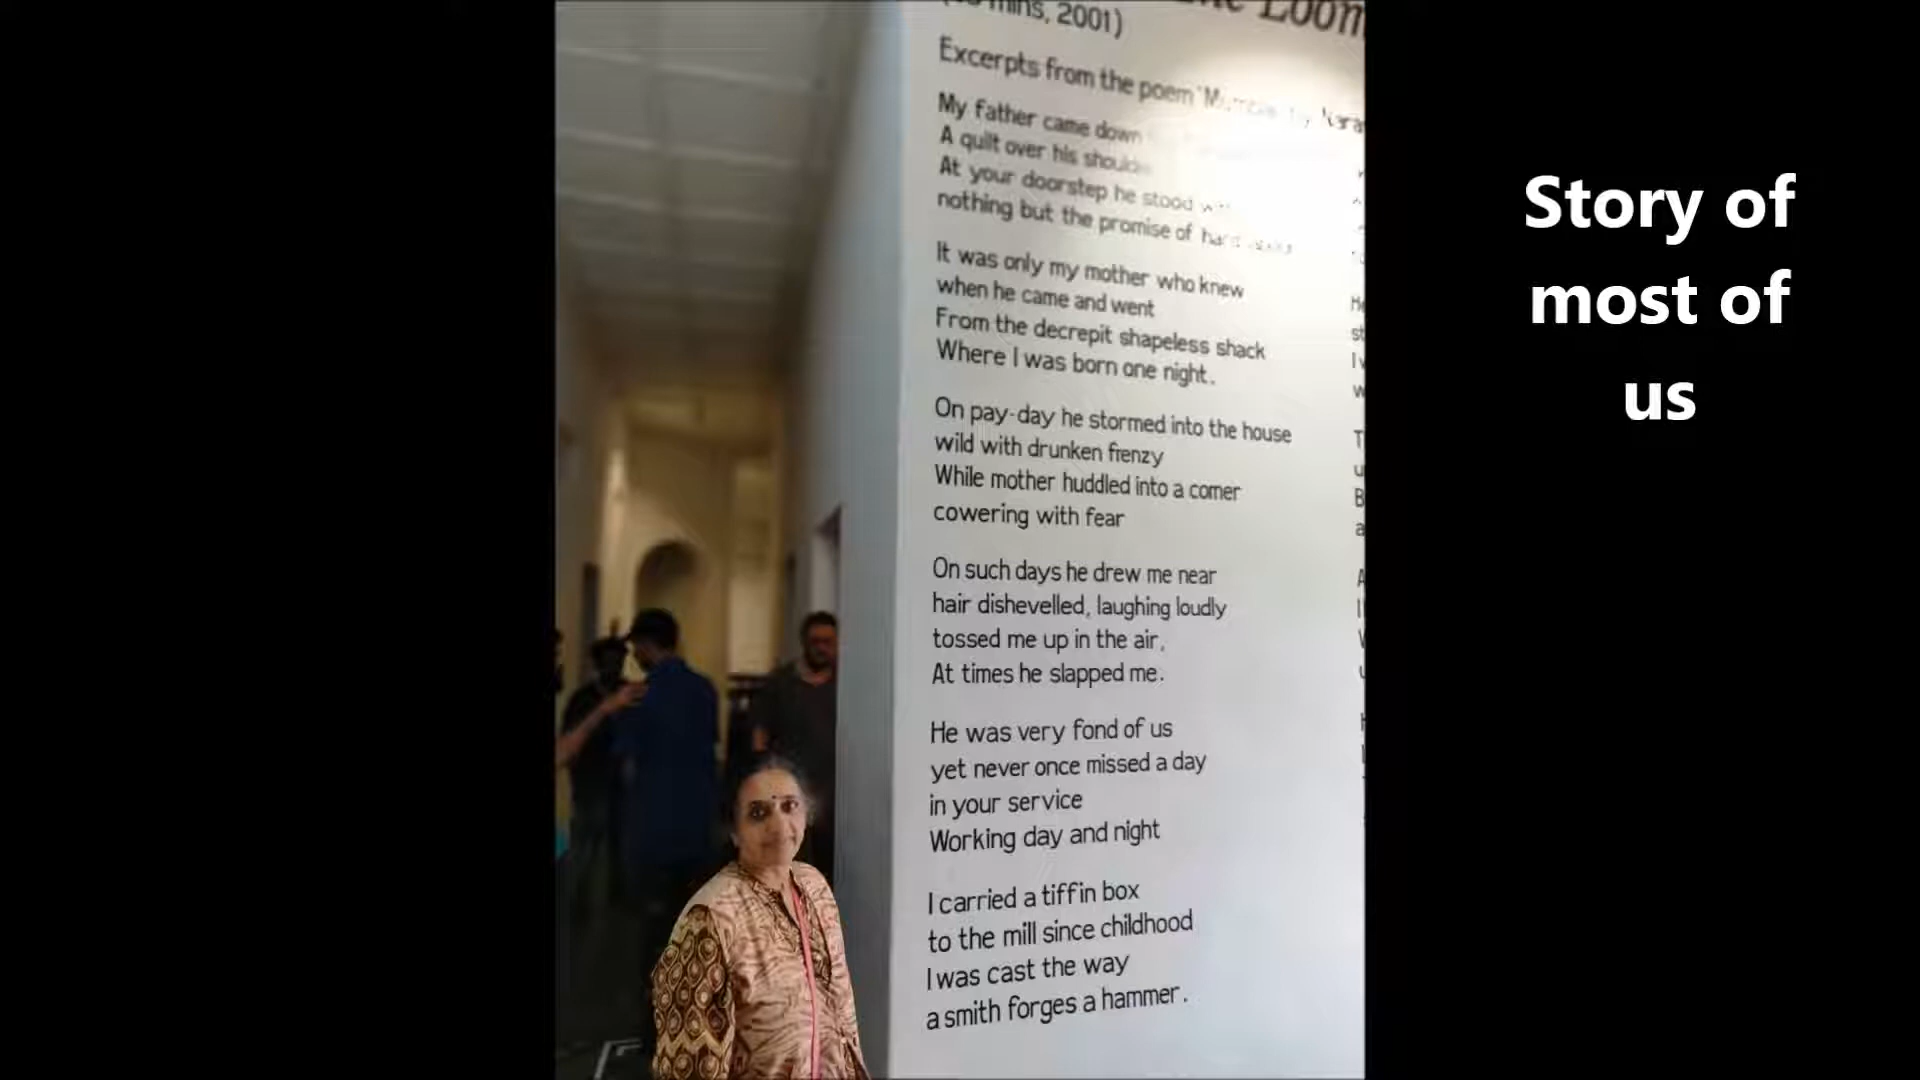 Loom
mins, 2001)
Excerpts from the poem
My father came down
A quilt over his
At your doorstep he stood
nothing but the promise of
It was only my mother who knew
when he came and went
From the decrepit shapeless shack
Where I was born one night.
On pay-day he stormed into the house
wild with drunken frenzy
While mother huddled into a corner
cowering with fear
On such days he drew me near
hair dishevelled, laughing loudly
tossed me up in the air,
At times he slapped me.
He was very fond of us
yet never once missed a day
in your service
Working day and night
I carried a tiffin box
to the mill since childhood
I was cast the way
a smith forges a hammer.
Story of
most of
us